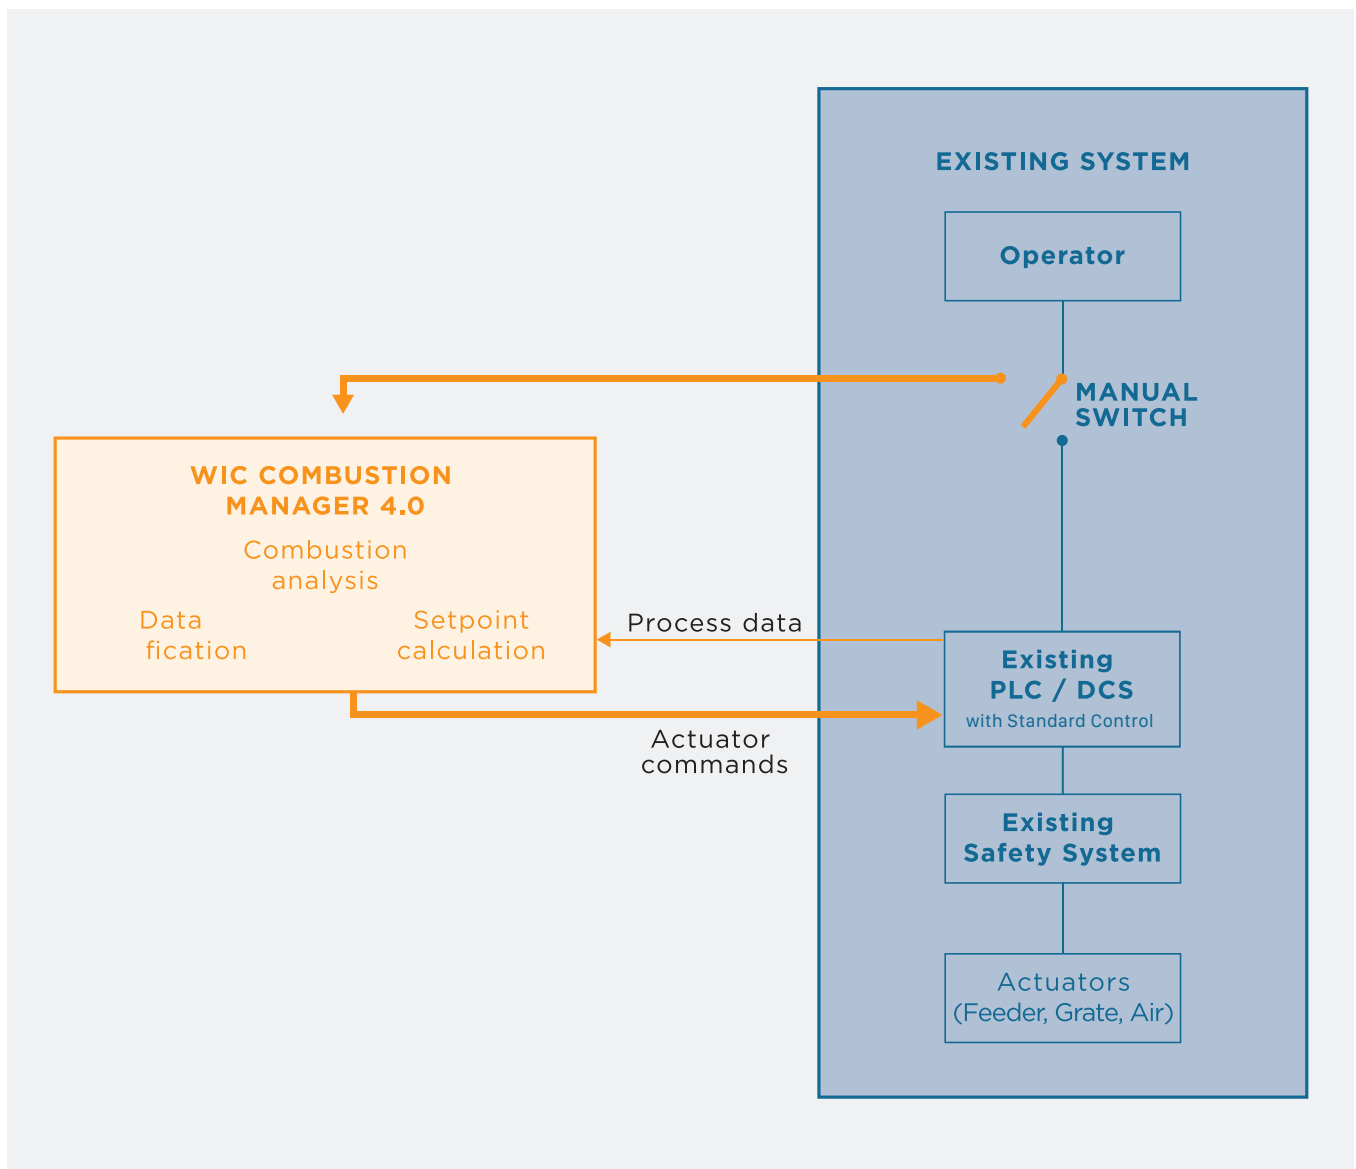 EXISTING SYSTEM
Operator
MANUAL
SWITCH
WIC COMBUSTION
MANAGER 4.0
Combustion
analysis
Data
fication
Setpoint
calculation
Process data
Actuator
commands
Existing
PLC / DCS
with Standard Control
Existing
Safety System
Actuators
(Feeder, Grate, Air)